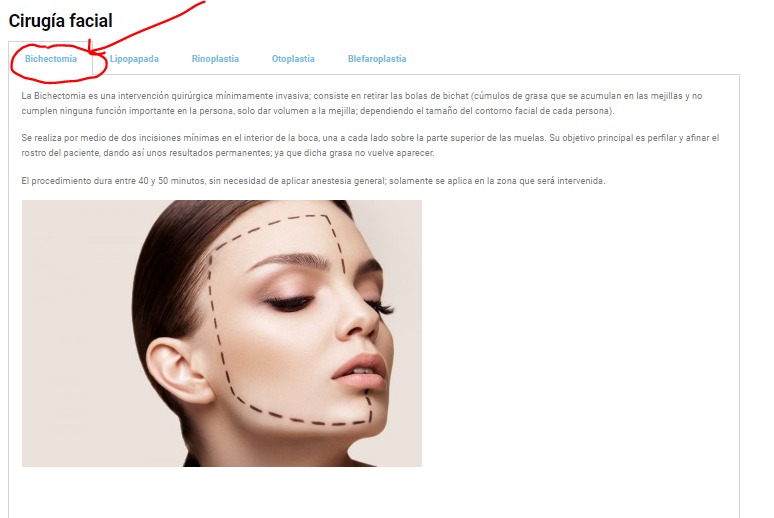 Cirugía facial
Bichectomia Lipopapada Rinoplastia Otoplastia Blefaroplastia
La Bichectomia es una intervención quirúrgica mínimamente invasiva; consiste en retirar las bolas de bichat (cúmulos de grasa que se acumulan en las mejillas y no
cumplen ninguna función importante en la persona, solo dar volumen a la mejilla; dependiendo el tamaño del contorno facial de cada persona).
Se realiza por medio de dos incisiones mínimas en el interior de la boca, una a cada lado sobre la parte superior de las muelas. Su objetivo principal es perfilar y afinar el
rostro del paciente, dando así unos resultados permanentes; ya que dicha grasa no vuelve aparecer.
El procedimiento dura entre 40 y 50 minutos, sin necesidad de aplicar anestesia general; solamente se aplica en la zona que será intervenida.